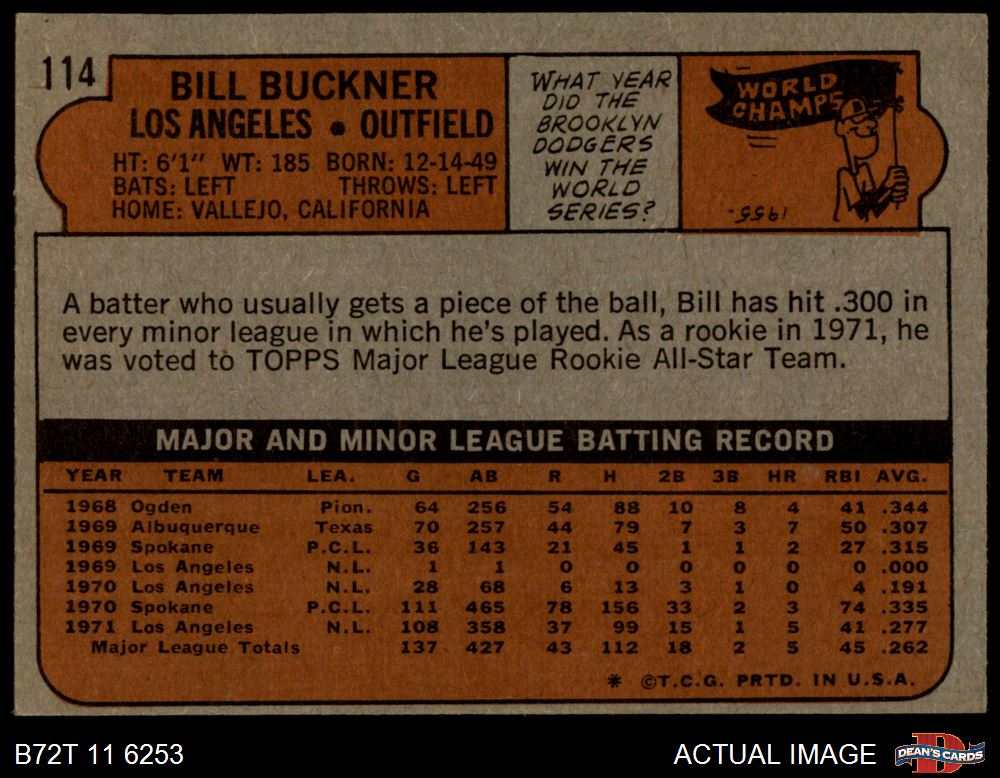 114
BILL BUCKNER
LOS ANGELES • OUTFIELD
HT: 6'1" WT: 185 BORN: 12-14-49
BATS: LEFT THROWS: LEFT
HOME: VALLEJO, CALIFORNIA
WHAT YEAR
DID THE
BROOKLYN
DODGERS
WIN THE
WORLD
SERIES?
WORLD
CHAMPS
1955.
A batter who usually gets a piece of the ball, Bill has hit .300 in
every minor league in which he's played. As a rookie in 1971, he
was voted to TOPPS Major League Rookie All-Star Team.
MAJOR AND MINOR LEAGUE BATTING RECORD
YEAR TEAM LEA. G AB R H 2B 3B HR RBI AVG.
1968 Ogden Pion. 64 256 54 88 10 8 4 41 .344
1969 Albuquerque Texas 70 257 44 79 7 3 7 50 .307
1969 Spokane P.C.L. 36 143 21 45 1 1 2 27 .315
1969 Los Angeles N.L. 1 1 0 0 0 0 0 0 .000
1970 Los Angeles N.L. 28 68 6 13 3 1 0 4 .191
1970 Spokane P.C.L. 111 465 78 156 33 2 3 74 .335
1971 Los Angeles N.L. 108 358 37 99 15 1 5 41 .277
Major League Totals 137 427 43 112 18 2 5 45 .262
* ©T.C.G. PRTD. IN U.S.A.
B72T 11 6253
ACTUAL IMAGE
D
DEAN'S CARDS